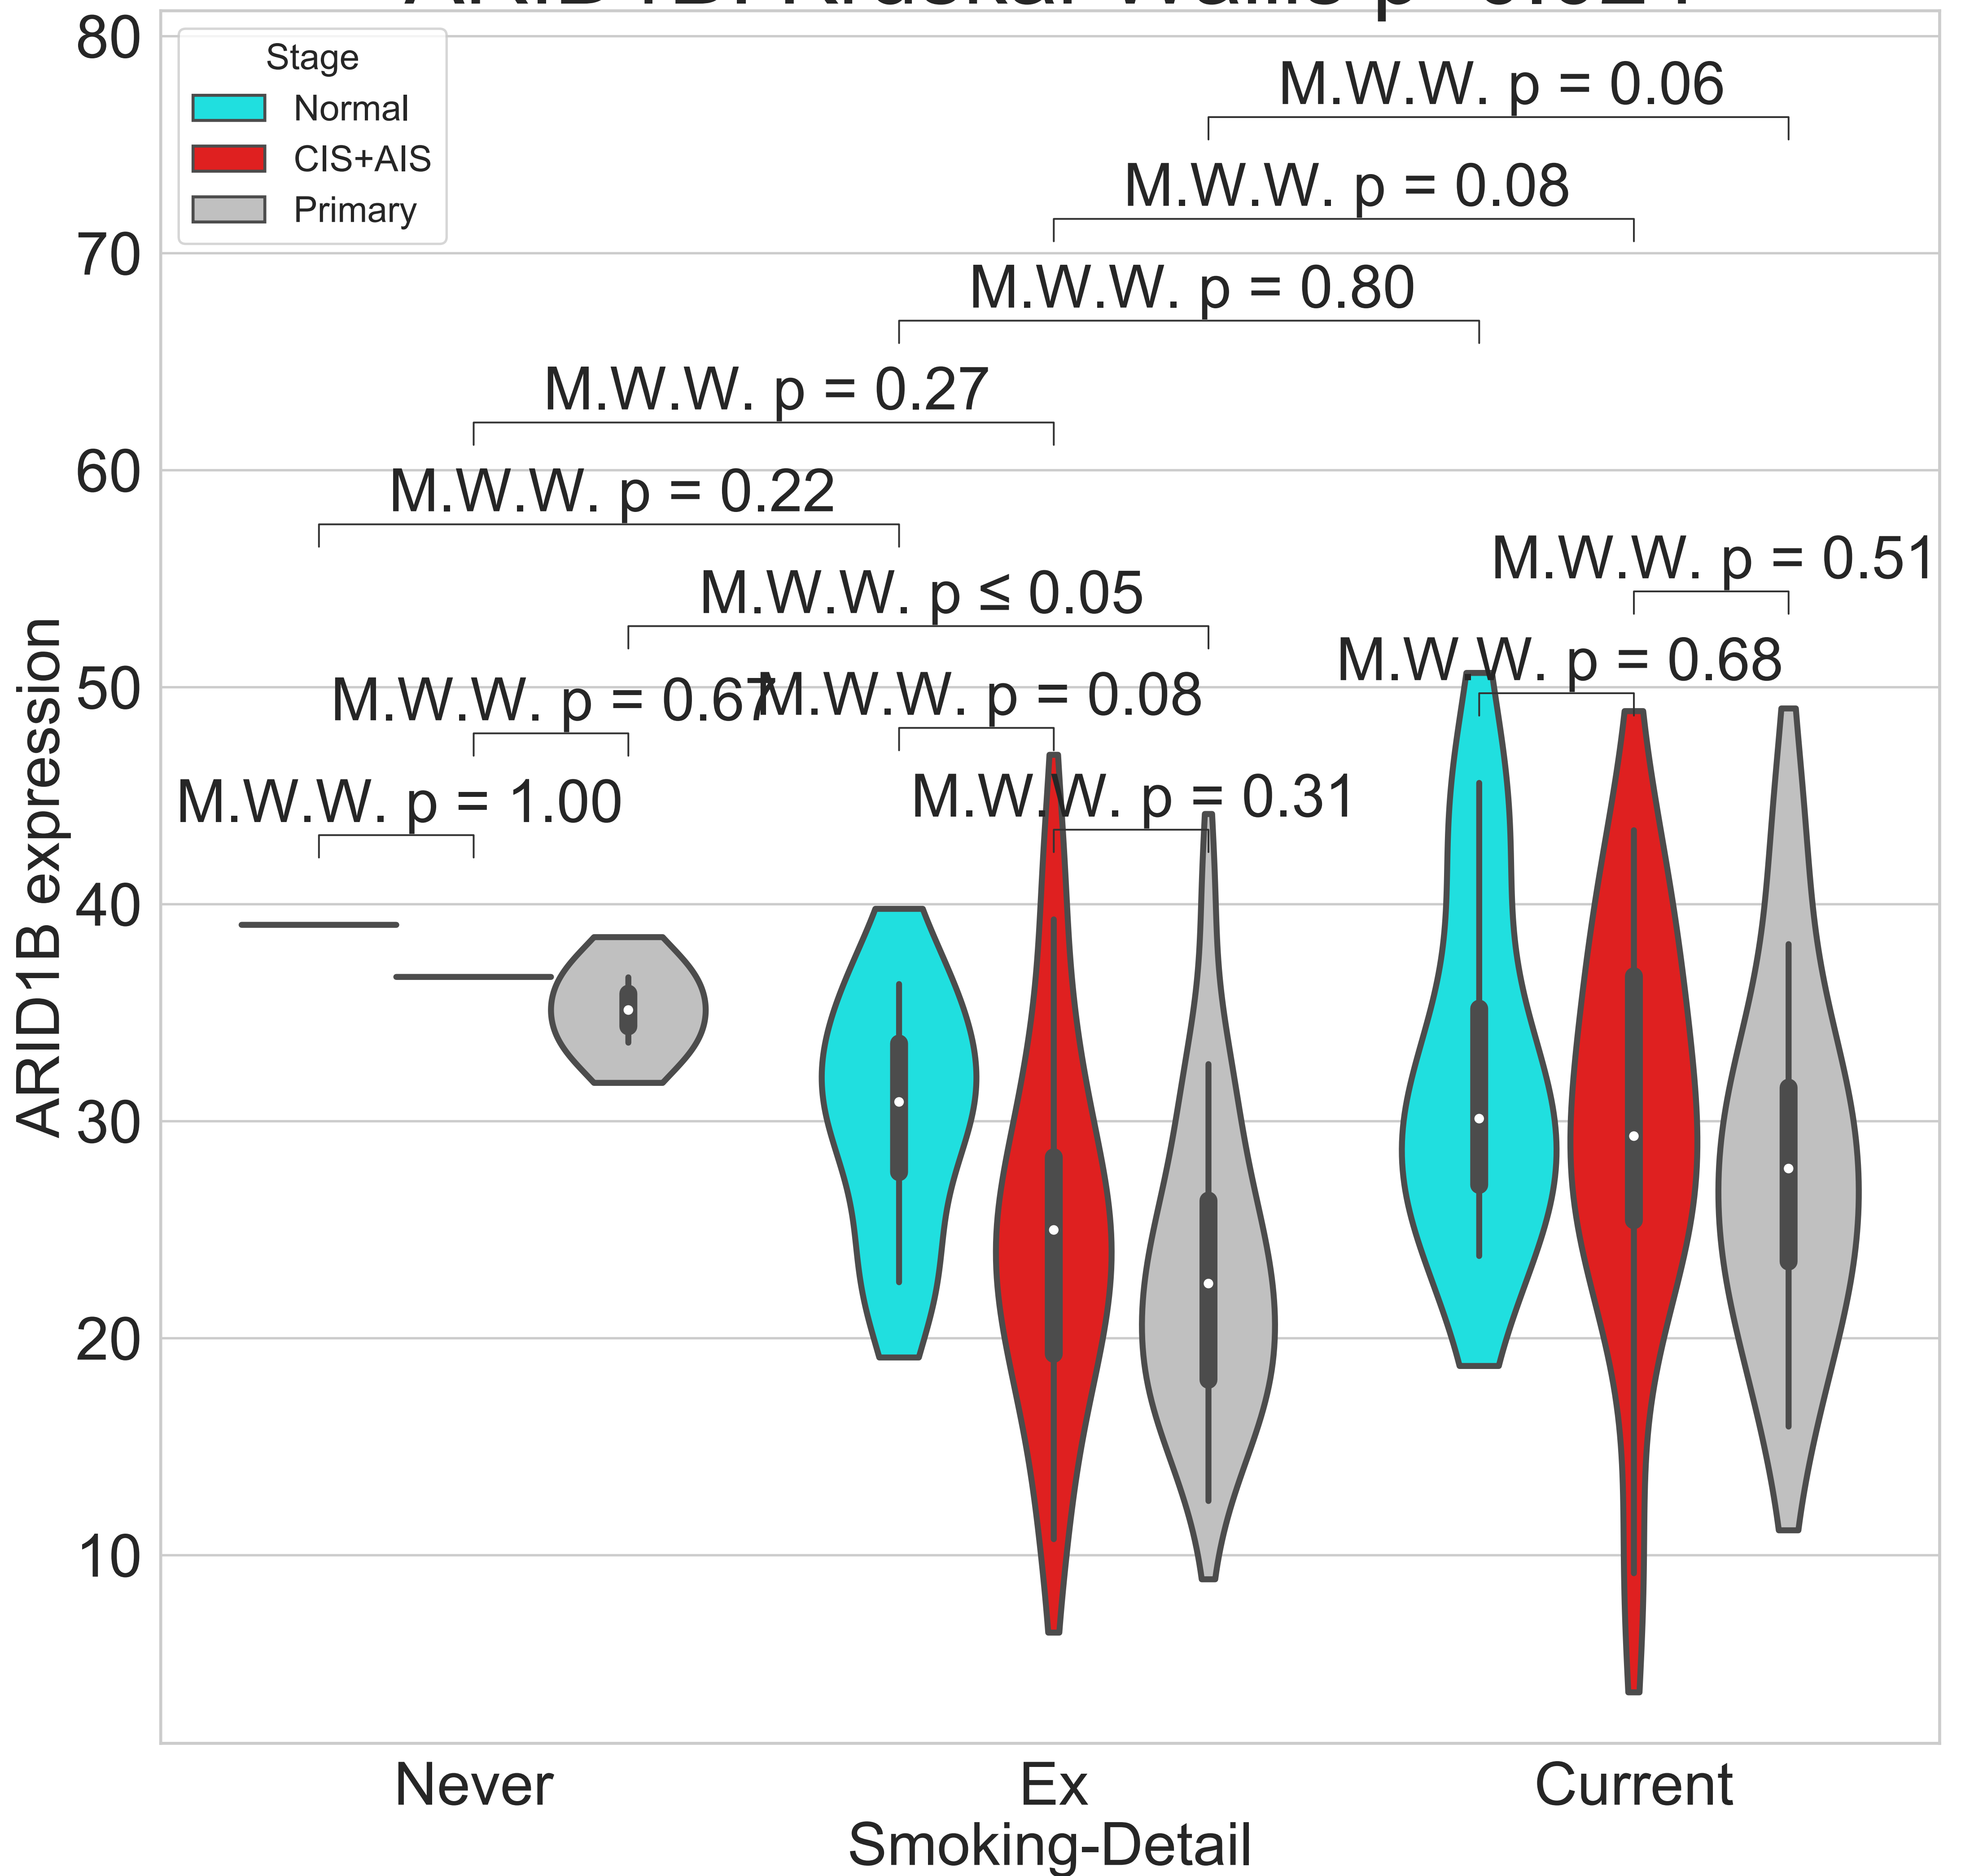 80
Stage
Normal
CIS+AIS
Primary
M.W.W. p = 0.06
M.W.W. p = 0.08
70
M.W.W. p = 0.80
M.W.W. p = 0.27
60
M.W.W. p = 0.22
M.W.W. p = 0.51
M.W.W. p ≤ 0.05
M.W.W. p = 0.68
50
M.W.W. p = 0.67
M.W.W. p = 0.08
M.W.W. p = 1.00
M.W.W. p = 0.31
40
30
20
10
ARID1B expression
Never
Ex
Current
Smoking-Detail